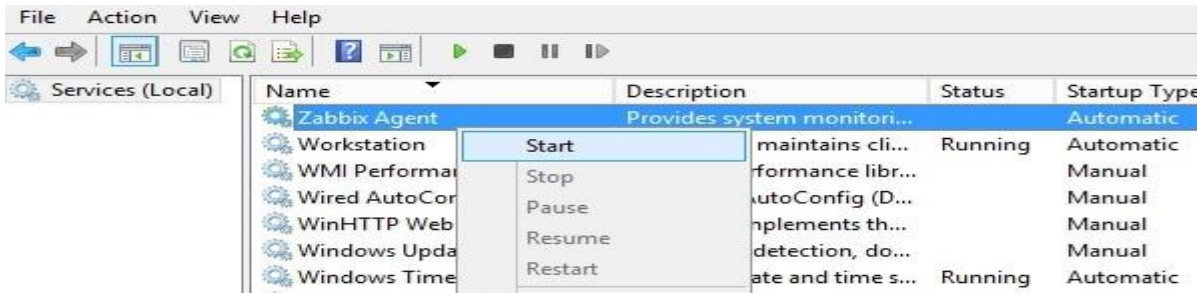 File Action View Help
Services (Local)
Name Description Status Startup Type
Zabbix Agent Provides system monitori... Automatic
Workstation maintains cli... Running Automatic
WMI Performa rformance libr... Manual
Wired AutoCor utoConfig (D... Manual
WinHTTP Web nplements th... Manual
Windows Upda detection, do... Manual
Windows Time ate and time s... Running Automatic
Start
Stop
Pause
Resume
Restart